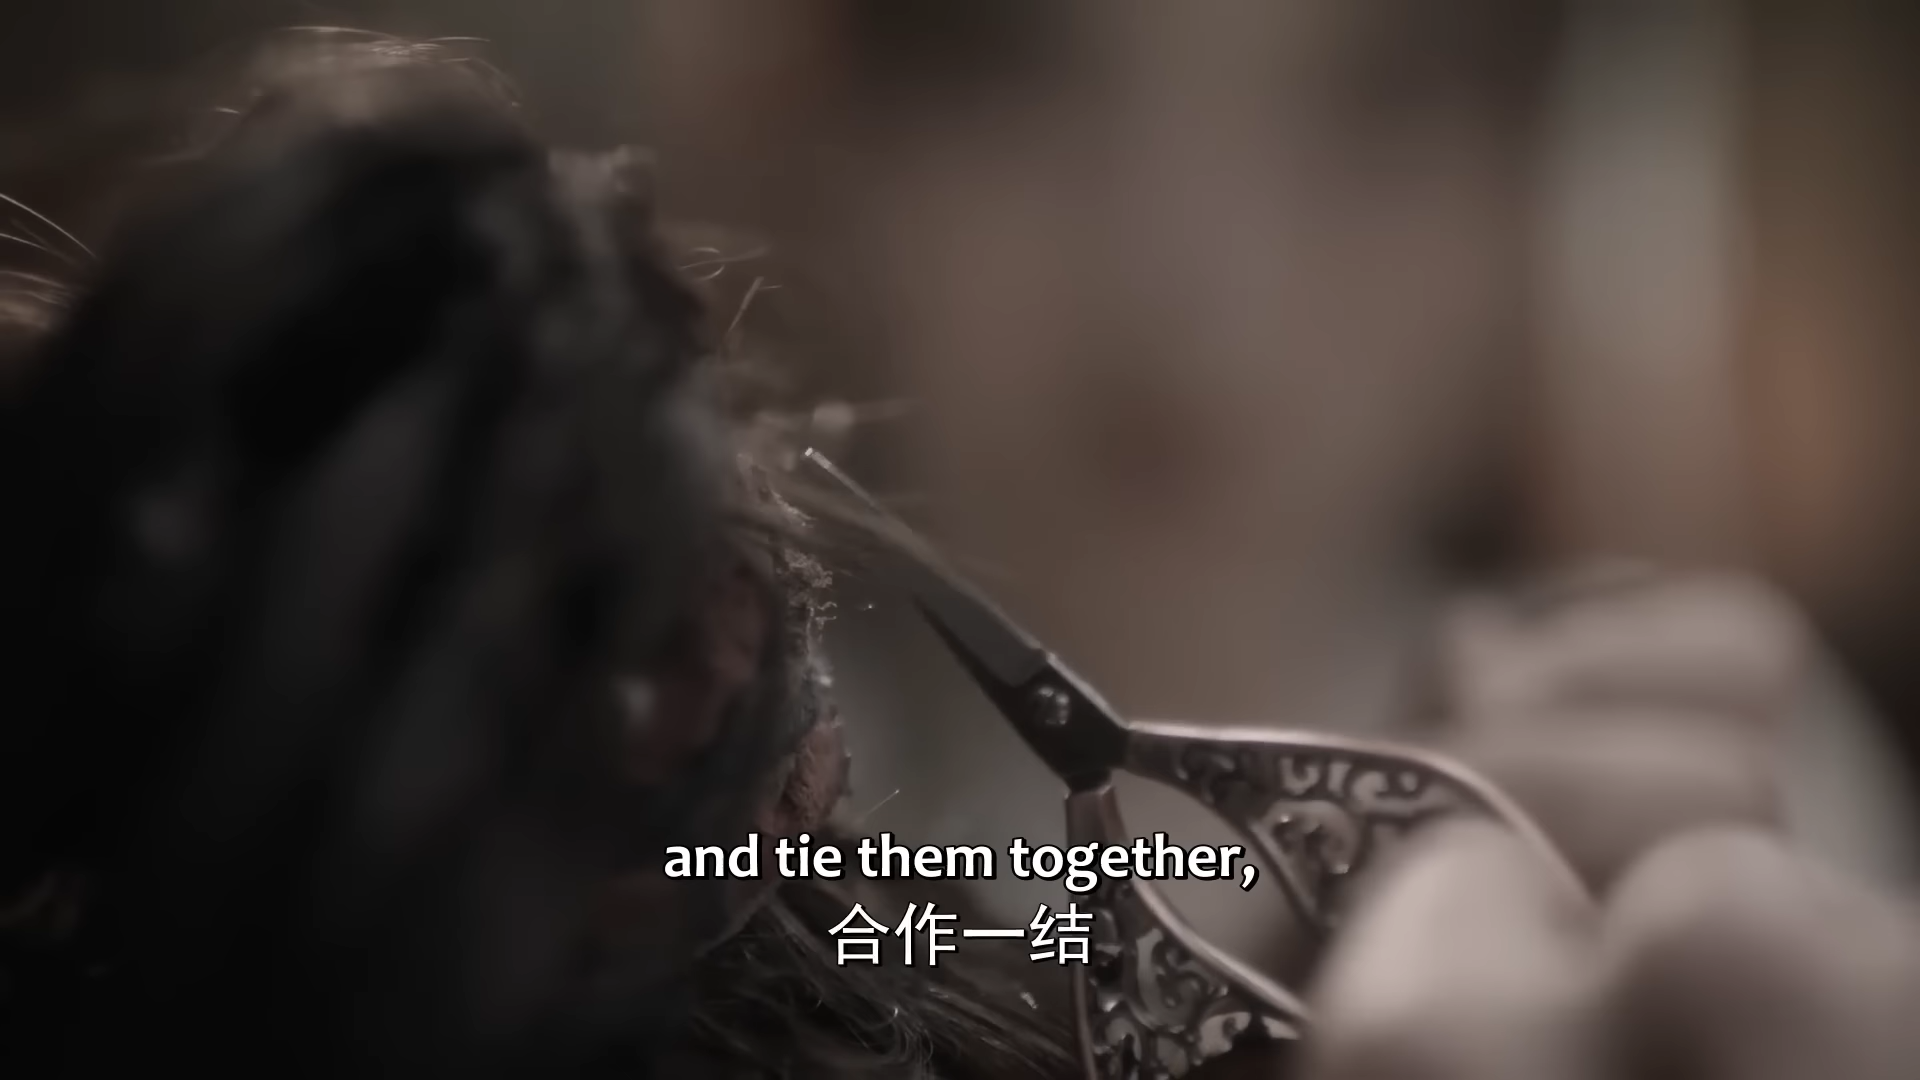 and tie them together,
合作一结